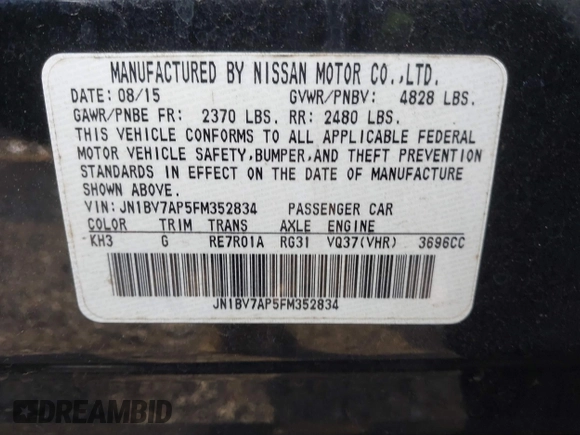 MANUFACTURED BY NISSAN MOTOR CO.,LTD.
DATE: 08/15 GVWR/PNBV: 4828 LBS.
GAWR/PNBE FR: 2370 LBS. RR: 2480 LBS.
THIS VEHICLE CONFORMS TO ALL APPLICABLE FEDERAL
MOTOR VEHICLE SAFETY,BUMPER,AND THEFT PREVENTION
STANDARDS IN EFFECT ON THE DATE OF MANUFACTURE
SHOWN ABOVE.
VIN: JN1BV7AP5FM352834 PASSENGER CAR
COLOR TRIM TRANS AXLE ENGINE
KH3 G RE7R01A RG31 VQ37(VHR) 3696CC
JN1BV7AP5FM352834
DREAMBID